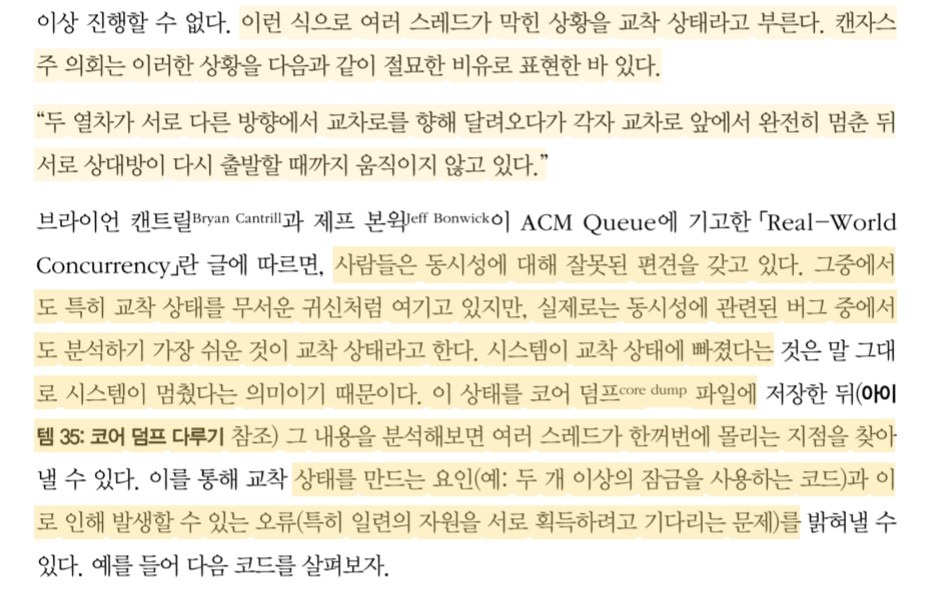 이상 진행할 수 없다. 이런 식으로 여러 스레드가 막힌 상황을 교착 상태라고 부른다. 캔자스
주 의회는 이러한 상황을 다음과 같이 절묘한 비유로 표현한 바 있다.
“두 열차가 서로 다른 방향에서 교차로를 향해 달려오다가 각자 교차로 앞에서 완전히 멈춘 뒤
서로 상대방이 다시 출발할 때까지 움직이지 않고 있다.”
브라이언 캔트릴Bryan Cantrill과 제프 본윅Jeff Bonwick이 ACM Queue에 기고한 「Real-World
Concurrency」란 글에 따르면, 사람들은 동시성에 대해 잘못된 편견을 갖고 있다. 그중에서
도 특히 교착 상태를 무서운 귀신처럼 여기고 있지만, 실제로는 동시성에 관련된 버그 중에서
도 분석하기 가장 쉬운 것이 교착 상태라고 한다. 시스템이 교착 상태에 빠졌다는 것은 말 그대
로 시스템이 멈췄다는 의미이기 때문이다. 이 상태를 코어 덤프core dump 파일에 저장한 뒤(아이
템 35: 코어 덤프 다루기 참조) 그 내용을 분석해보면 여러 스레드가 한꺼번에 몰리는 지점을 찾아
낼 수 있다. 이를 통해 교착 상태를 만드는 요인(예: 두 개 이상의 잠금을 사용하는 코드)과 이
로 인해 발생할 수 있는 오류(특히 일련의 자원을 서로 획득하려고 기다리는 문제)를 밝혀낼 수
있다. 예를 들어 다음 코드를 살펴보자.